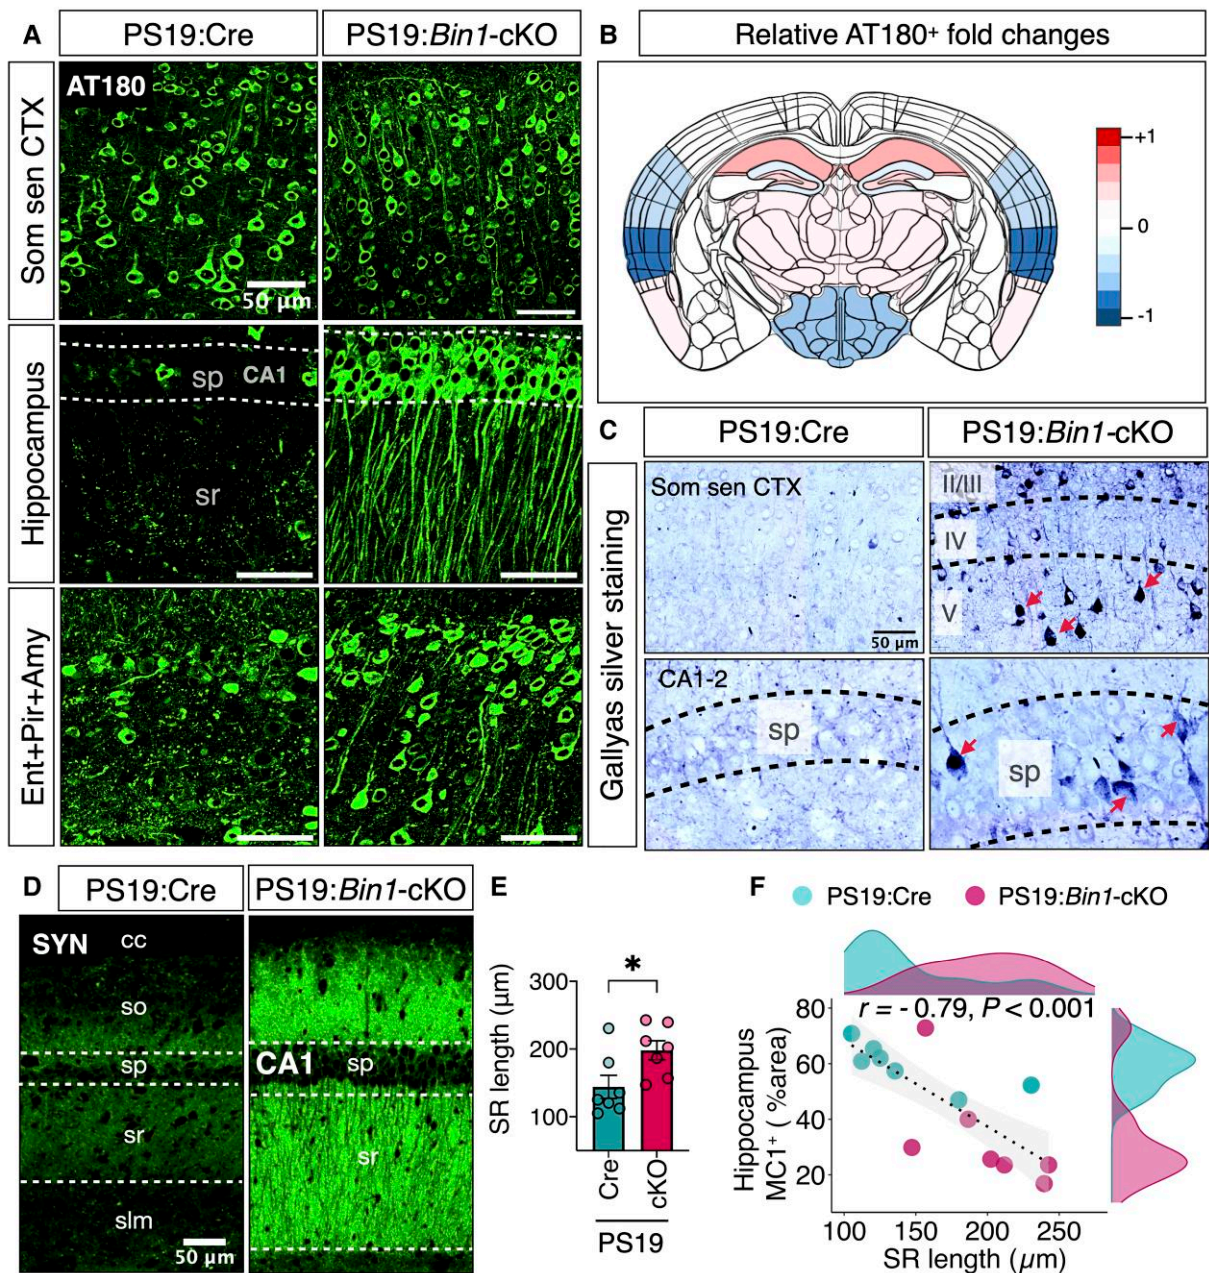 A
PS19:Cre
PS19:Bin1-cKO
Som sen CTX
AT180
50 µm
Hippocampus
sp
CA1
sr
Ent+Pir+Amy
B
Relative AT180+ fold changes
+1
0
-1
C
PS19:Cre
PS19:Bin1-cKO
Gallyas silver staining
Som sen CTX
50 µm
II/III
IV
V
CA1-2
sp
sp
D
PS19:Cre
PS19:Bin1-cKO
SYN
cc
so
sp
sr
slm
50 µm
CA1
sp
sr
E
SR length (µm)
300
200
100
*
Cre
cKO
PS19
F
PS19:Cre
PS19:Bin1-cKO
r = - 0.79, P < 0.001
Hippocampus
MC1+ (%area)
80
60
40
20
100
150
200
250
SR length (µm)